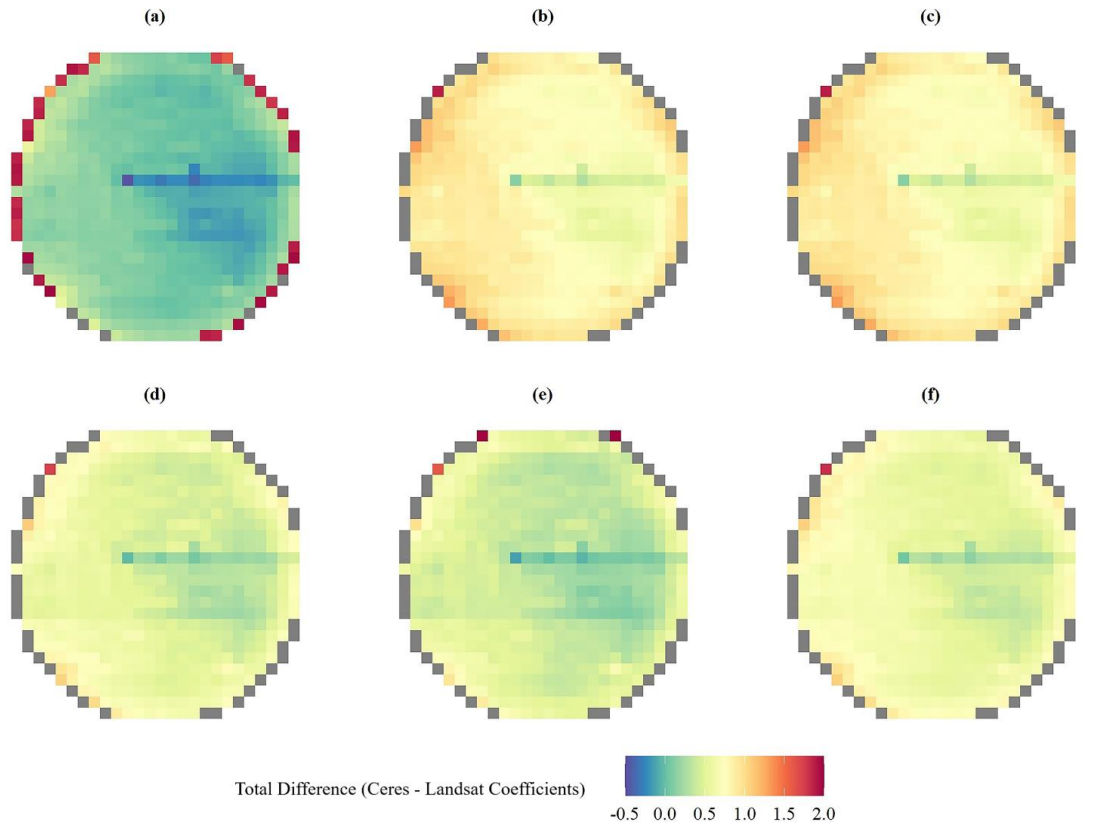 (a) (b) (c)
(d) (e) (f)
Total Difference (Ceres - Landsat Coefficients)
-0.5 0.0 0.5 1.0 1.5 2.0